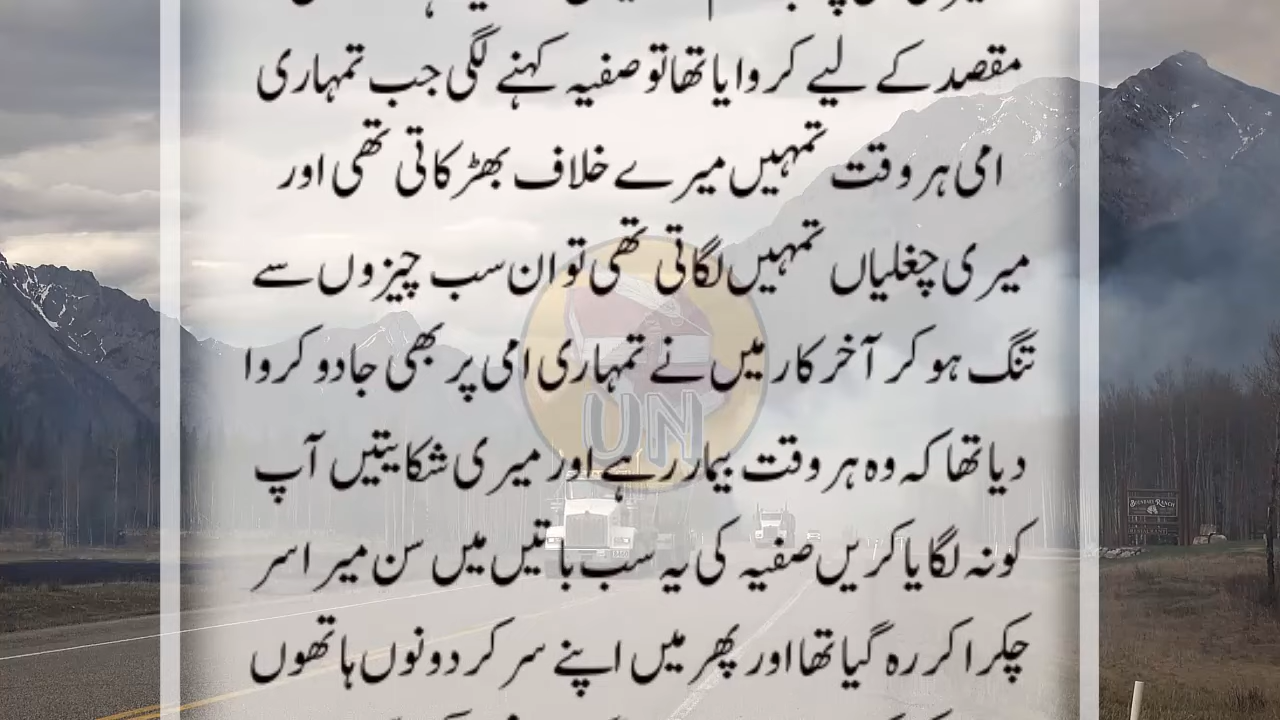 مقصد کے لیے کروایا تھا تو صفیہ کہنے لگی جب تمہاری
امی ہر وقت تمہیں میرے خلاف بھڑکاتی تھی اور
میری چغلیاں تمہیں لگاتی تھی تو ان سب چیزوں سے
تنگ ہو کر آخر کار میں نے تمہاری امی پر بھی جادو کروا
دیا تھا کہ وہ ہر وقت بیمار رہے اور میری شکایتیں آپ
کو نہ لگایا کریں صفیہ کی یہ سب باتیں میں سن میرا سر
چکرا کر رہ گیا تھا اور پھر میں اپنے سر کر دونوں ہاتھوں
UN
BOUNDARY RANCH